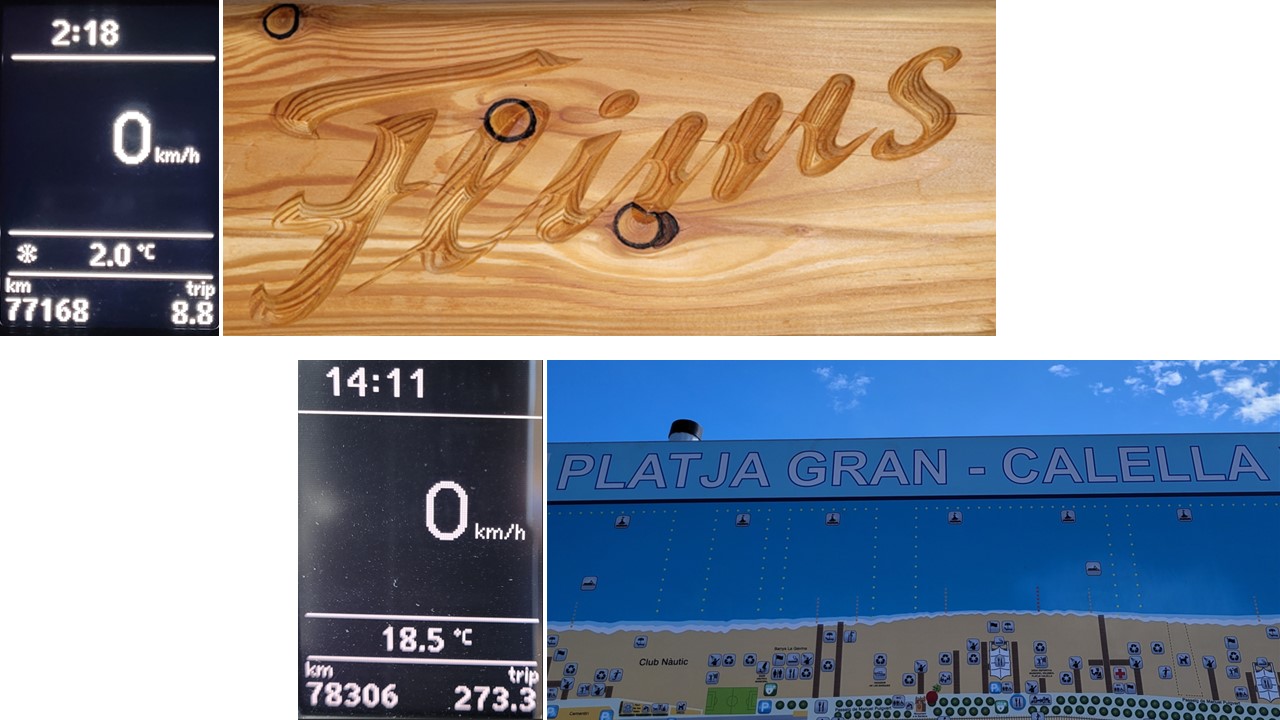 2:18
0 km/h
2.0 °C
km trip
77168 8.8
Flims
14:11
0 km/h
18.5 °C
km trip
78306 273.3
PLATJA GRAN - CALELLA
Club Nàutic